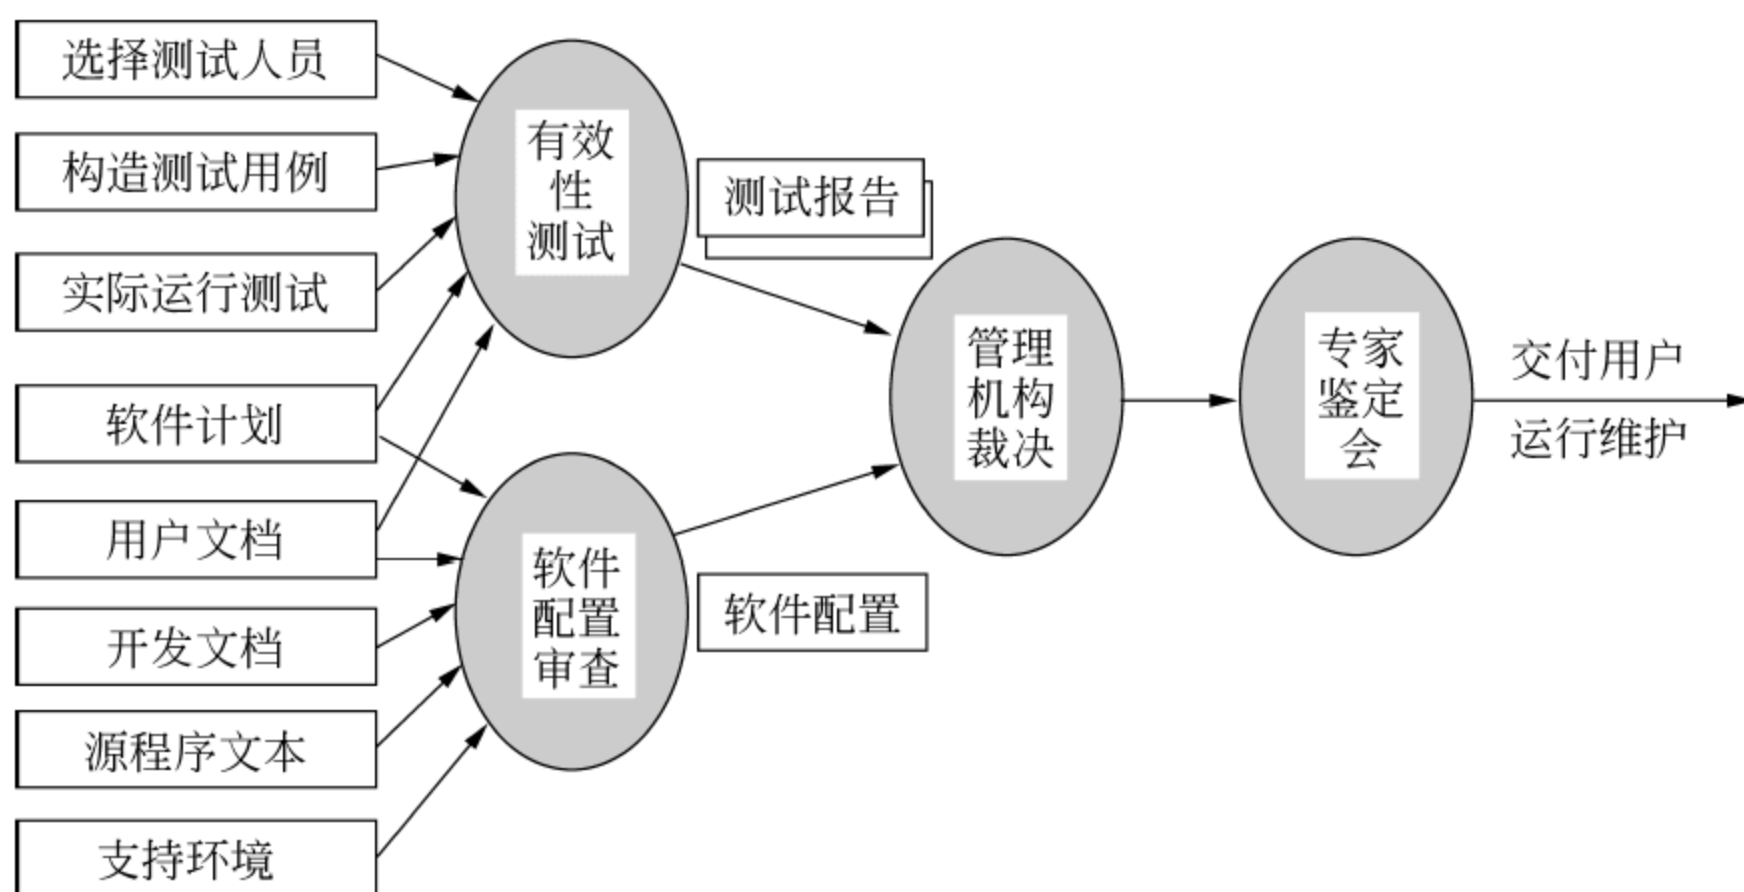 选择测试人员
构造测试用例
实际运行测试
软件计划
用户文档
开发文档
源程序文本
支持环境
有效
性
测试
软件
配置
审查
测试报告
软件配置
管理
机构
裁决
专家
鉴定
会
交付用户
运行维护